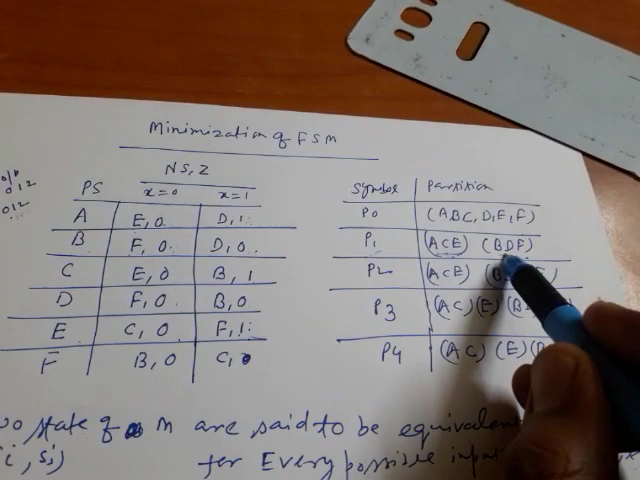 Minimization of FSM
NS, Z
PS x=0 x=1
A E, 0 D, 1
B F, 0 D, 0
C E, 0 B, 1
D F, 0 B, 0
E C, 0 F, 1
F B, 0 C, 0
Symbol Partition
P0 (ABC, D, E, F)
P1 (ACE) (BDF)
P2 (ACE) (B
P3 (AC) (E) (B
P4 (AC) (E) (
state of M are said to be equivalen
, Sj) for Every possible input